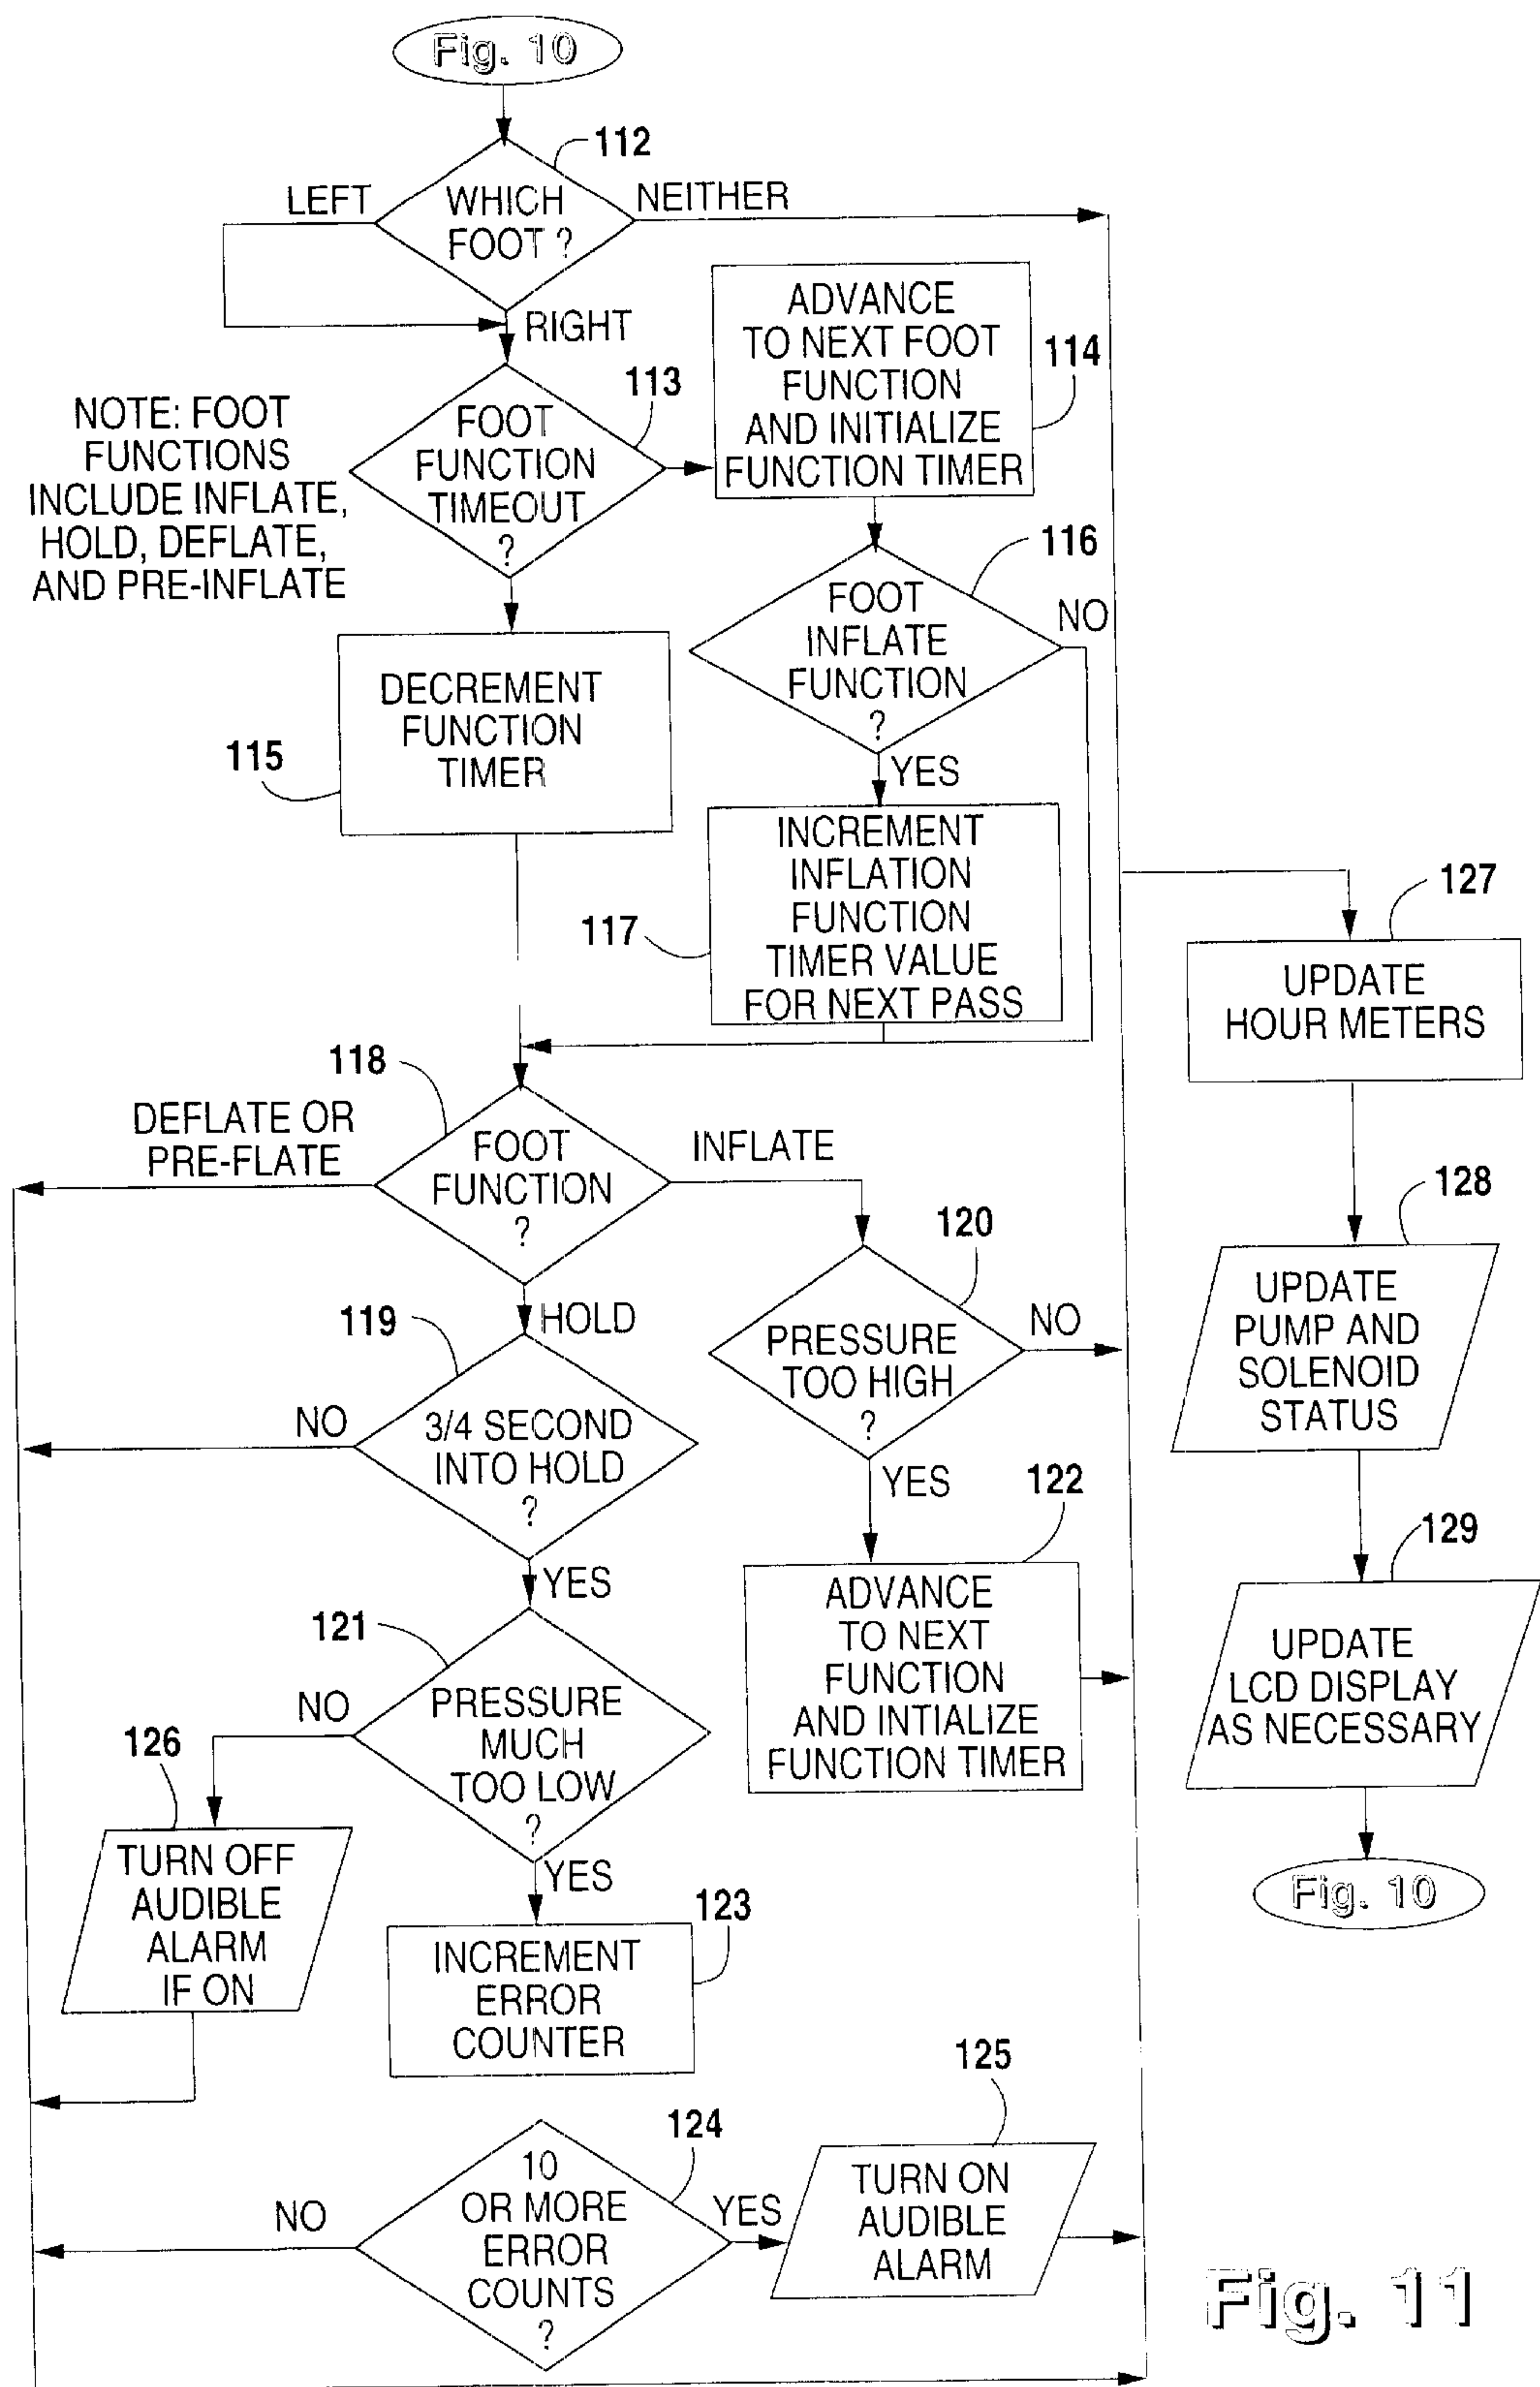 Fig. 10
112
LEFT
WHICH
FOOT ?
NEITHER
RIGHT
NOTE: FOOT
FUNCTIONS
INCLUDE INFLATE,
HOLD, DEFLATE,
AND PRE-INFLATE
113
FOOT
FUNCTION
TIMEOUT
?
ADVANCE
TO NEXT FOOT
FUNCTION
AND INITIALIZE
FUNCTION TIMER
114
115
DECREMENT
FUNCTION
TIMER
116
FOOT
INFLATE
FUNCTION
?
NO
YES
117
INCREMENT
INFLATION
FUNCTION
TIMER VALUE
FOR NEXT PASS
118
DEFLATE OR
PRE-FLATE
FOOT
FUNCTION
?
INFLATE
HOLD
119
NO
3/4 SECOND
INTO HOLD
?
YES
120
PRESSURE
TOO HIGH
?
NO
YES
121
NO
PRESSURE
MUCH
TOO LOW
?
YES
122
ADVANCE
TO NEXT
FUNCTION
AND INTIALIZE
FUNCTION TIMER
126
TURN OFF
AUDIBLE
ALARM
IF ON
123
INCREMENT
ERROR
COUNTER
124
NO
10
OR MORE
ERROR
COUNTS
?
YES
125
TURN ON
AUDIBLE
ALARM
127
UPDATE
HOUR METERS
128
UPDATE
PUMP AND
SOLENOID
STATUS
129
UPDATE
LCD DISPLAY
AS NECESSARY
Fig. 10
Fig. 11